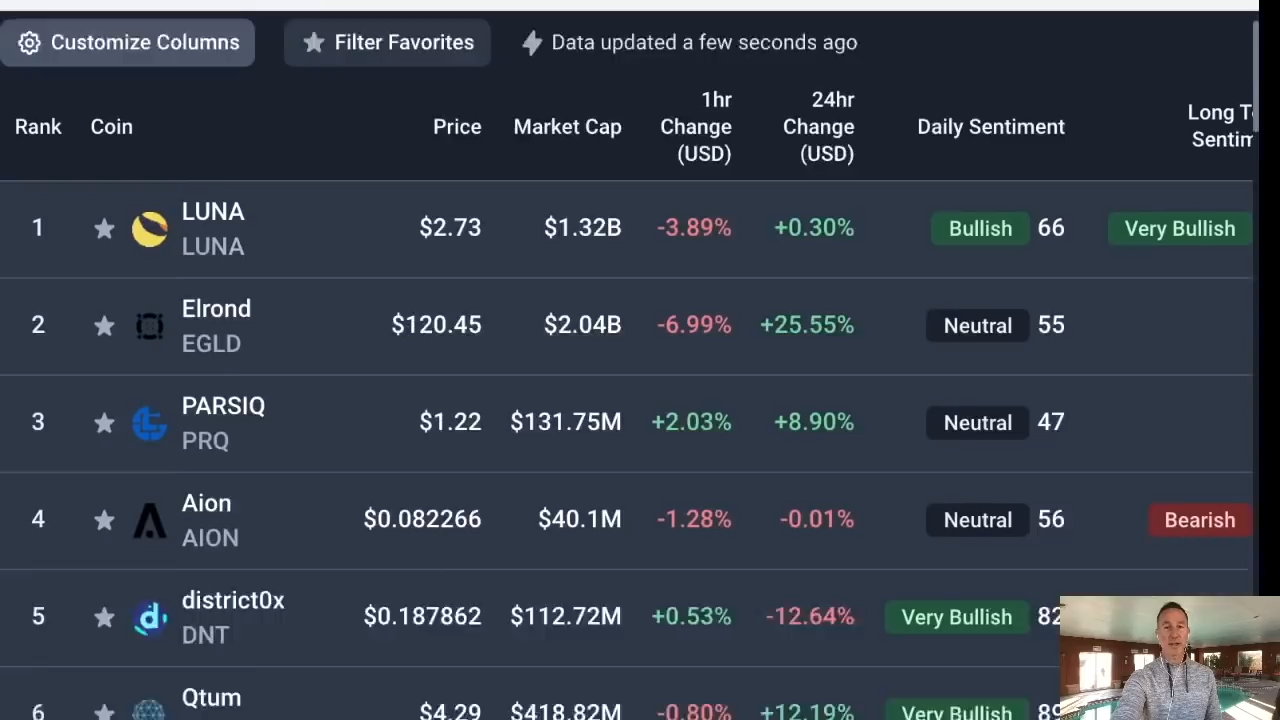 Customize Columns Filter Favorites Data updated a few seconds ago
Rank Coin Price Market Cap 1hr Change (USD) 24hr Change (USD) Daily Sentiment Long T Sentim
1 LUNA LUNA $2.73 $1.32B -3.89% +0.30% Bullish 66 Very Bullish
2 Elrond EGLD $120.45 $2.04B -6.99% +25.55% Neutral 55
3 PARSIQ PRQ $1.22 $131.75M +2.03% +8.90% Neutral 47
4 Aion AION $0.082266 $40.1M -1.28% -0.01% Neutral 56 Bearish
5 district0x DNT $0.187862 $112.72M +0.53% -12.64% Very Bullish 82
6 Qtum $4.29 $418.82M -0.80% +12.19% Very Bullish